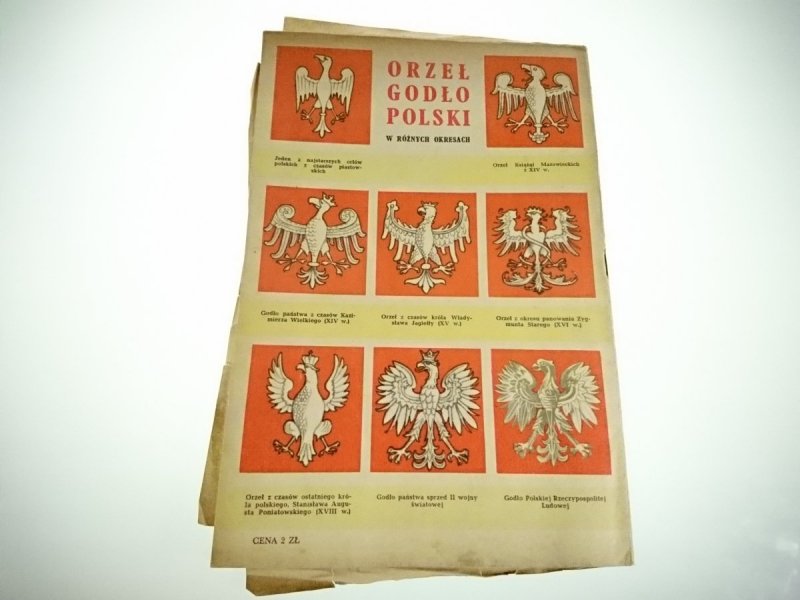 ORZEŁ
GODŁO
POLSKI
W RÓŻNYCH OKRESACH
Jeden z najstarszych orłów
polskich z czasów piastow-
skich
Orzeł Książąt Mazowieckich
z XIV w.
Godło państwa z czasów Kazi-
mierza Wielkiego (XIV w.)
Orzeł z czasów króla Włady-
sława Jagiełły (XV w.)
Orzeł z okresu panowania Zyg-
munta Starego (XVI w.)
Orzeł z czasów ostatniego kró-
la polskiego, Stanisława Augu-
sta Poniatowskiego (XVIII w.)
Godło państwa sprzed II wojny
światowej
Godło Polskiej Rzeczypospolitej
Ludowej
CENA 2 ZŁ